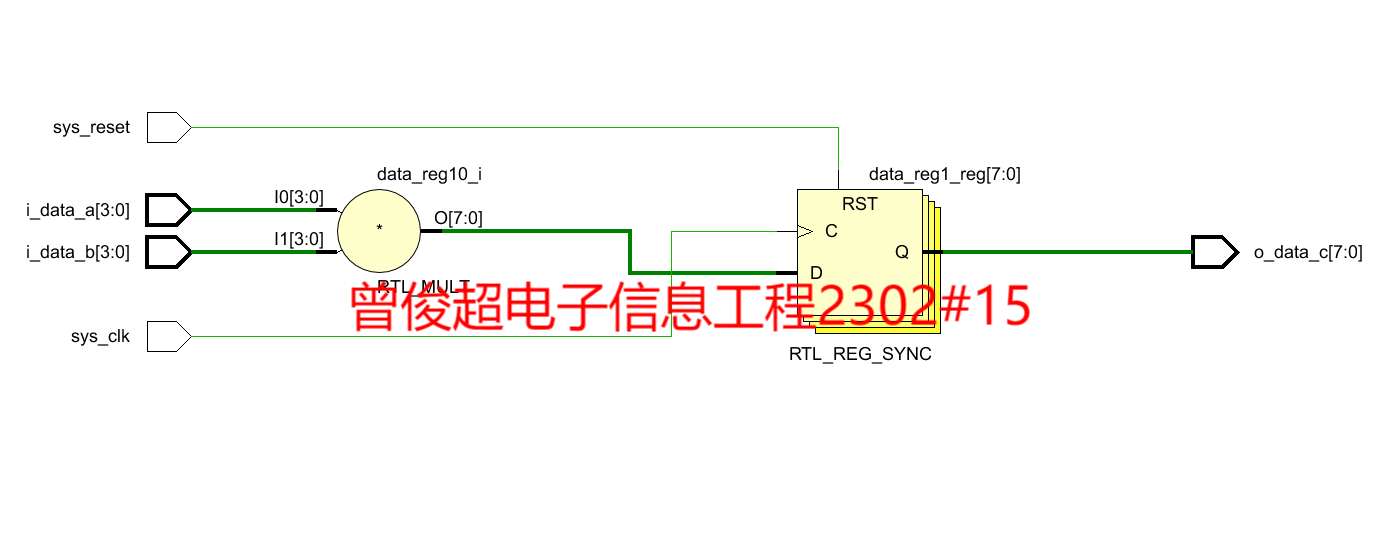 sys_reset
data_reg10_i
data_reg1_reg[7:0]
i_data_a[3:0]
I0[3:0]
RST
O[7:0]
*
C
i_data_b[3:0]
I1[3:0]
Q
o_data_c[7:0]
D
RTL_MULT
曾俊超电子信息工程2302#15
sys_clk
RTL_REG_SYNC